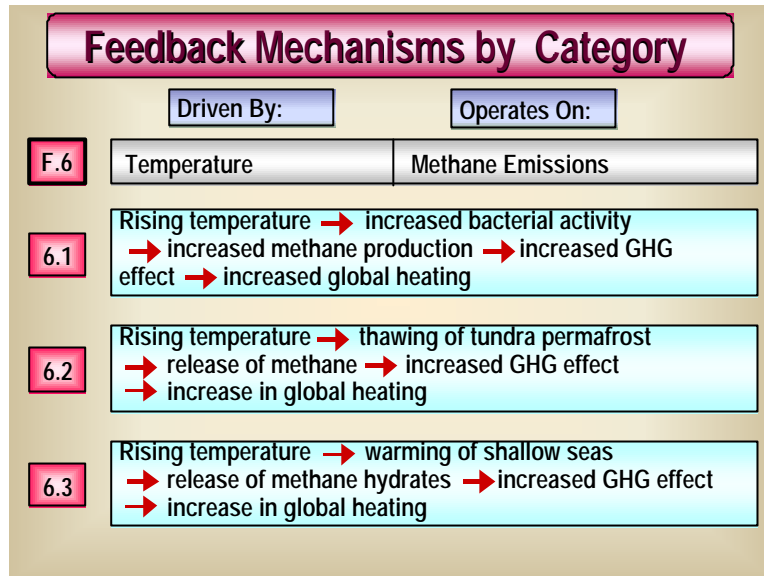 Feedback Mechanisms by Category
Driven By: Operates On:
F.6 Temperature Methane Emissions
Rising temperature → increased bacterial activity
6.1 → increased methane production → increased GHG
effect → increased global heating
Rising temperature → thawing of tundra permafrost
6.2 → release of methane → increased GHG effect
→ increase in global heating
Rising temperature → warming of shallow seas
6.3 → release of methane hydrates → increased GHG effect
→ increase in global heating